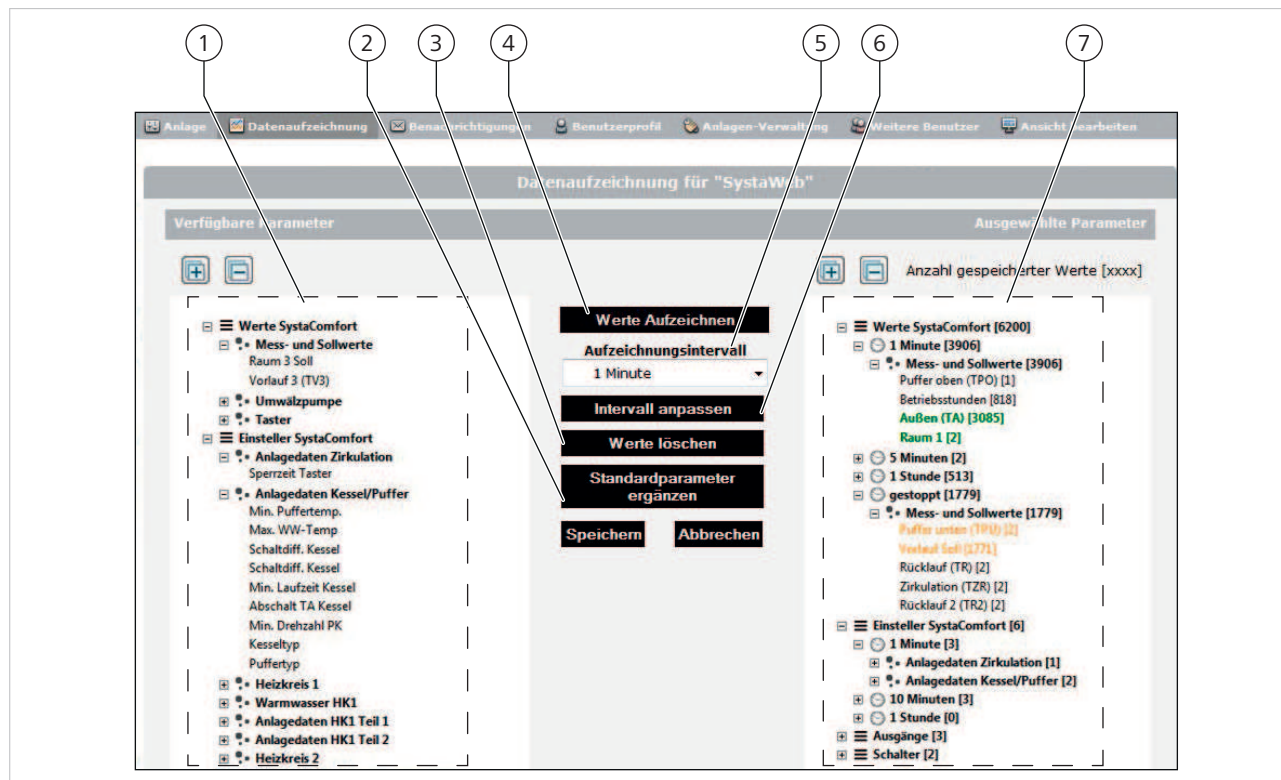 1 2 3 4 5 6 7
Anlage Datenaufzeichnung Benachrichtigungen Benutzerprofil Anlagen-Verwaltung Weitere Benutzer Ansicht bearbeiten
Datenaufzeichnung für "SystaWeb"
Verfügbare Parameter
Ausgewählte Parameter
Anzahl gespeicherter Werte [xxxx]
Werte SystaComfort
Mess- und Sollwerte
Raum 3 Soll
Vorlauf 3 (TV3)
Umwälzpumpe
Taster
Einsteller SystaComfort
Anlagedaten Zirkulation
Sperrzeit Taster
Anlagedaten Kessel/Puffer
Min. Puffertemp.
Max. WW-Temp
Schaltdiff. Kessel
Schaltdiff. Kessel
Min. Laufzeit Kessel
Abschalt TA Kessel
Min. Drehzahl PK
Kesseltyp
Puffertyp
Heizkreis 1
Warmwasser HK1
Anlagedaten HK1 Teil 1
Anlagedaten HK1 Teil 2
Heizkreis 2
Werte Aufzeichnen
Aufzeichnungsintervall
1 Minute
Intervall anpassen
Werte löschen
Standardparameter
ergänzen
Speichern Abbrechen
Werte SystaComfort [6200]
1 Minute [3906]
Mess- und Sollwerte [3906]
Puffer oben (TPO) [1]
Betriebsstunden [818]
Außen (TA) [3085]
Raum 1 [2]
5 Minuten [2]
1 Stunde [513]
gestoppt [1779]
Mess- und Sollwerte [1779]
Puffer unten (TPU) [2]
Vorlauf Soll [1771]
Rücklauf (TR) [2]
Zirkulation (TZR) [2]
Rücklauf 2 (TR2) [2]
Einsteller SystaComfort [6]
1 Minute [3]
Anlagedaten Zirkulation [1]
Anlagedaten Kessel/Puffer [2]
10 Minuten [3]
1 Stunde [0]
Ausgänge [3]
Schalter [2]